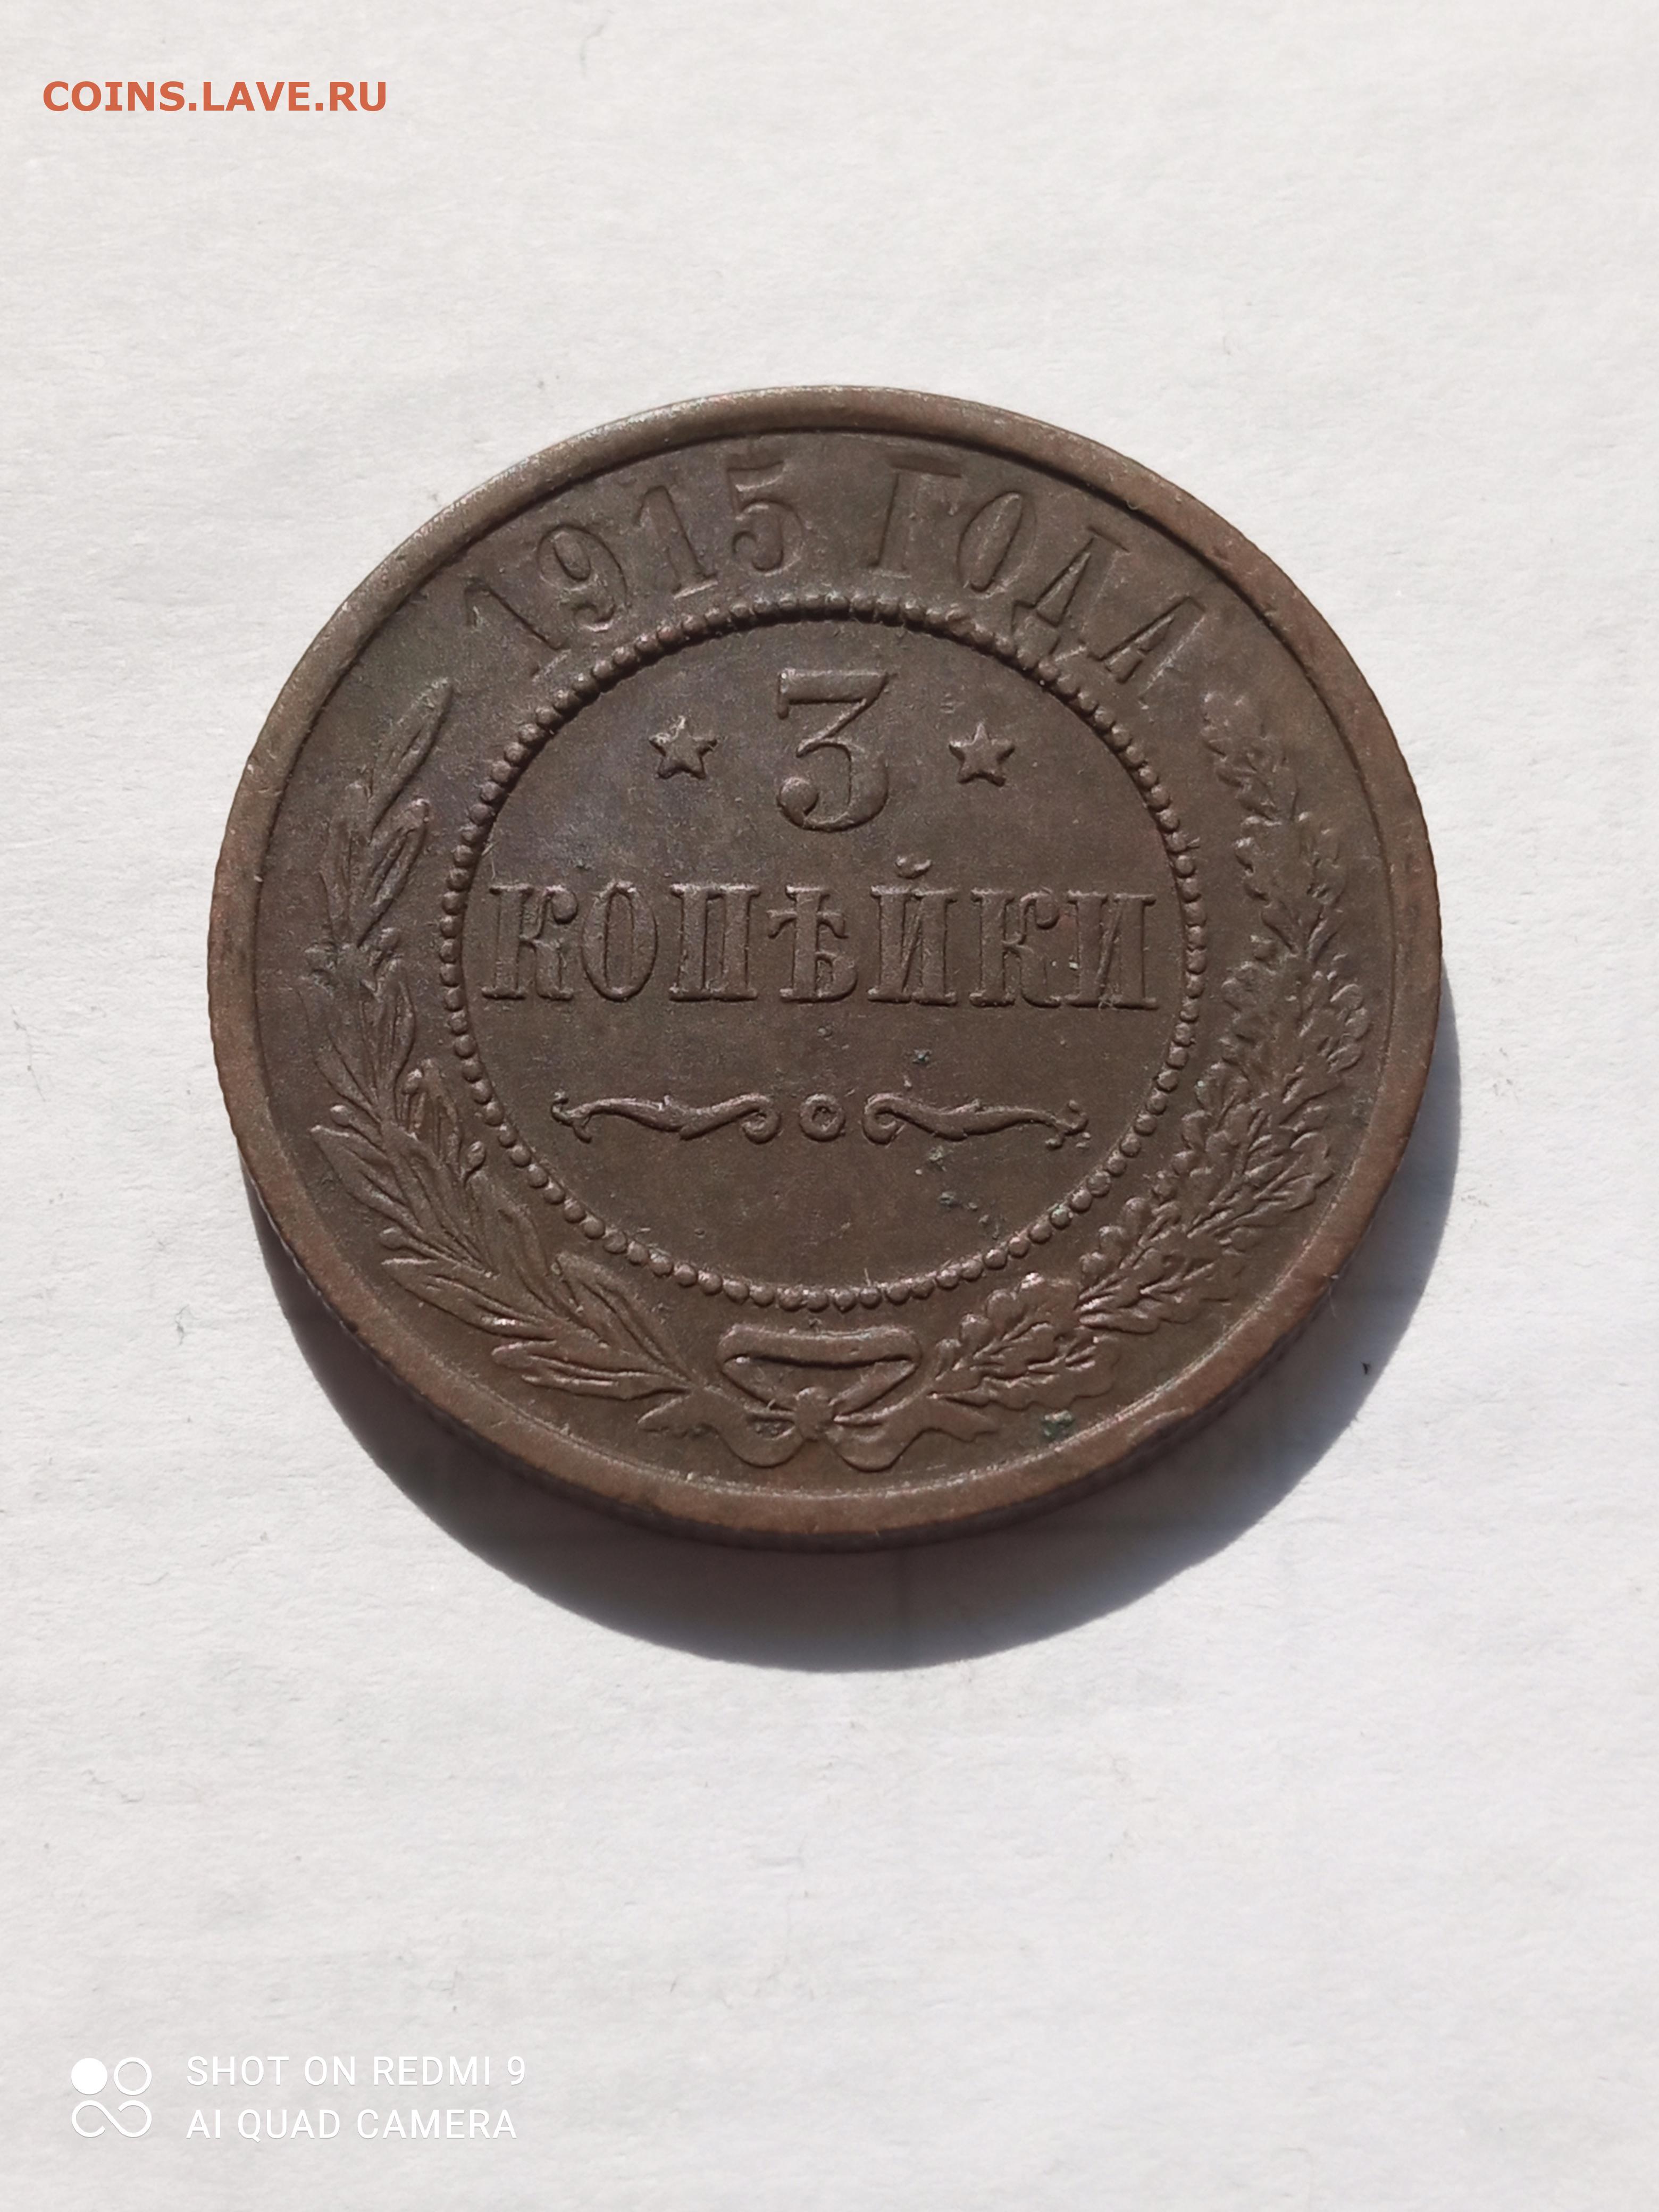 COINS.LAVE.RU
1915 ГОДА
3
КОПѢЙКИ
SHOT ON REDMI 9
AI QUAD CAMERA